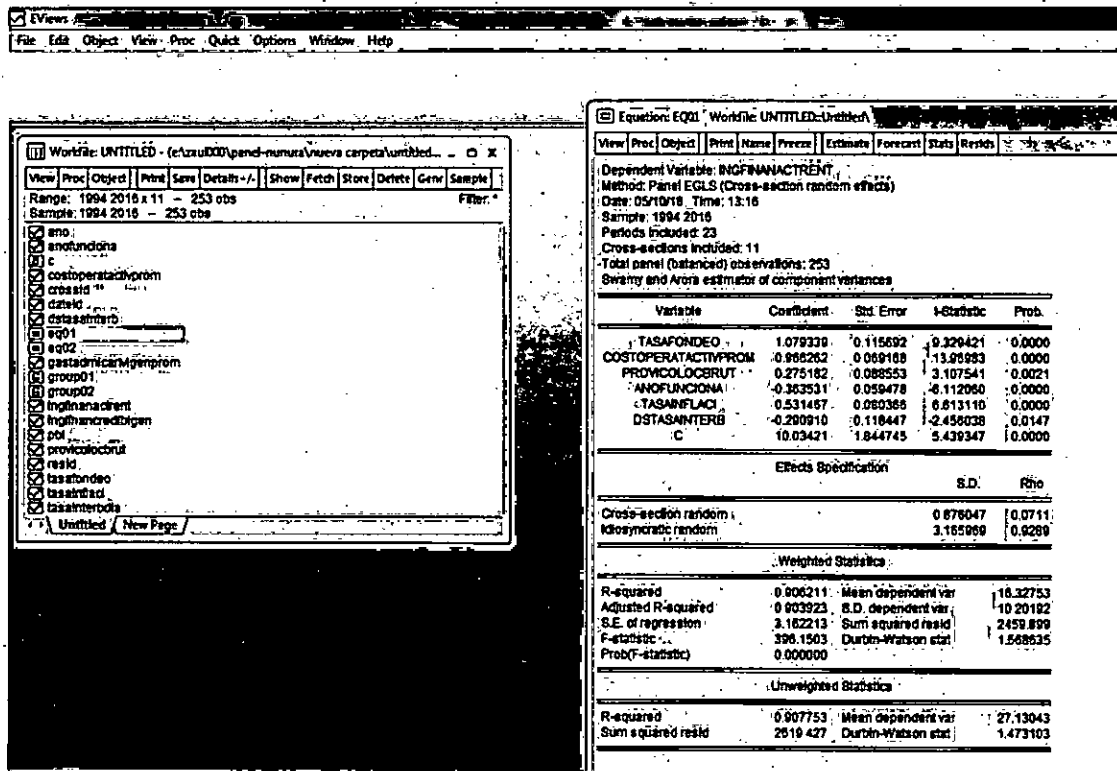 EViews
File Edit Object View Proc Quick Options Window Help
Workfile: UNTITLED - (e:\zaul000\panel-numura\nueva carpeta\untitled...
View Proc Object Print Save Details+/- Show Fetch Store Delete Genr Sample
Range: 1994 2016 x 11 -- 253 obs Filter: *
Sample: 1994 2016 -- 253 obs
ano
anofunciona
c
costoperatactivprom
crossid
dateid
dstasainterb
eq01
eq02
gastadmicarMgenprom
group01
group02
ingfinanactrent
ingfinancredbigen
pbi
provicolocbrut
resid
tasafondeo
tasainflaci
tasainterbdia
Untitled New Page
Equation: EQ01 Workfile: UNTITLED::Untitled\
View Proc Object Print Name Freeze Estimate Forecast Stats Resids
Dependent Variable: INGFINANACTRENT
Method: Panel EGLS (Cross-section random effects)
Date: 05/10/18 Time: 13:16
Sample: 1994 2016
Periods included: 23
Cross-sections included: 11
Total panel (balanced) observations: 253
Swamy and Arora estimator of component variances
Variable Coefficient Std. Error t-Statistic Prob.
TASAFONDEO 1.079339 0.115692 9.329421 0.0000
COSTOPERATACTIVPROM 0.966262 0.069168 13.96983 0.0000
PROVICOLOCBRUT 0.275182 0.088553 3.107541 0.0021
ANOFUNCIONA -0.363531 0.059478 -6.112060 0.0000
TASAINFLACI 0.531467 0.080366 6.613110 0.0000
DSTASAINTERB -0.290910 0.118447 -2.456038 0.0147
C 10.03421 1.844745 5.439347 0.0000
Effects Specification
S.D. Rho
Cross-section random 0.876047 0.0711
Idiosyncratic random 3.165969 0.9289
Weighted Statistics
R-squared 0.906211 Mean dependent var 16.32753
Adjusted R-squared 0.903923 S.D. dependent var 10.20192
S.E. of regression 3.162213 Sum squared resid 2459.899
F-statistic 396.1503 Durbin-Watson stat 1.568635
Prob(F-statistic) 0.000000
Unweighted Statistics
R-squared 0.907753 Mean dependent var 27.13043
Sum squared resid 2619.427 Durbin-Watson stat 1.473103